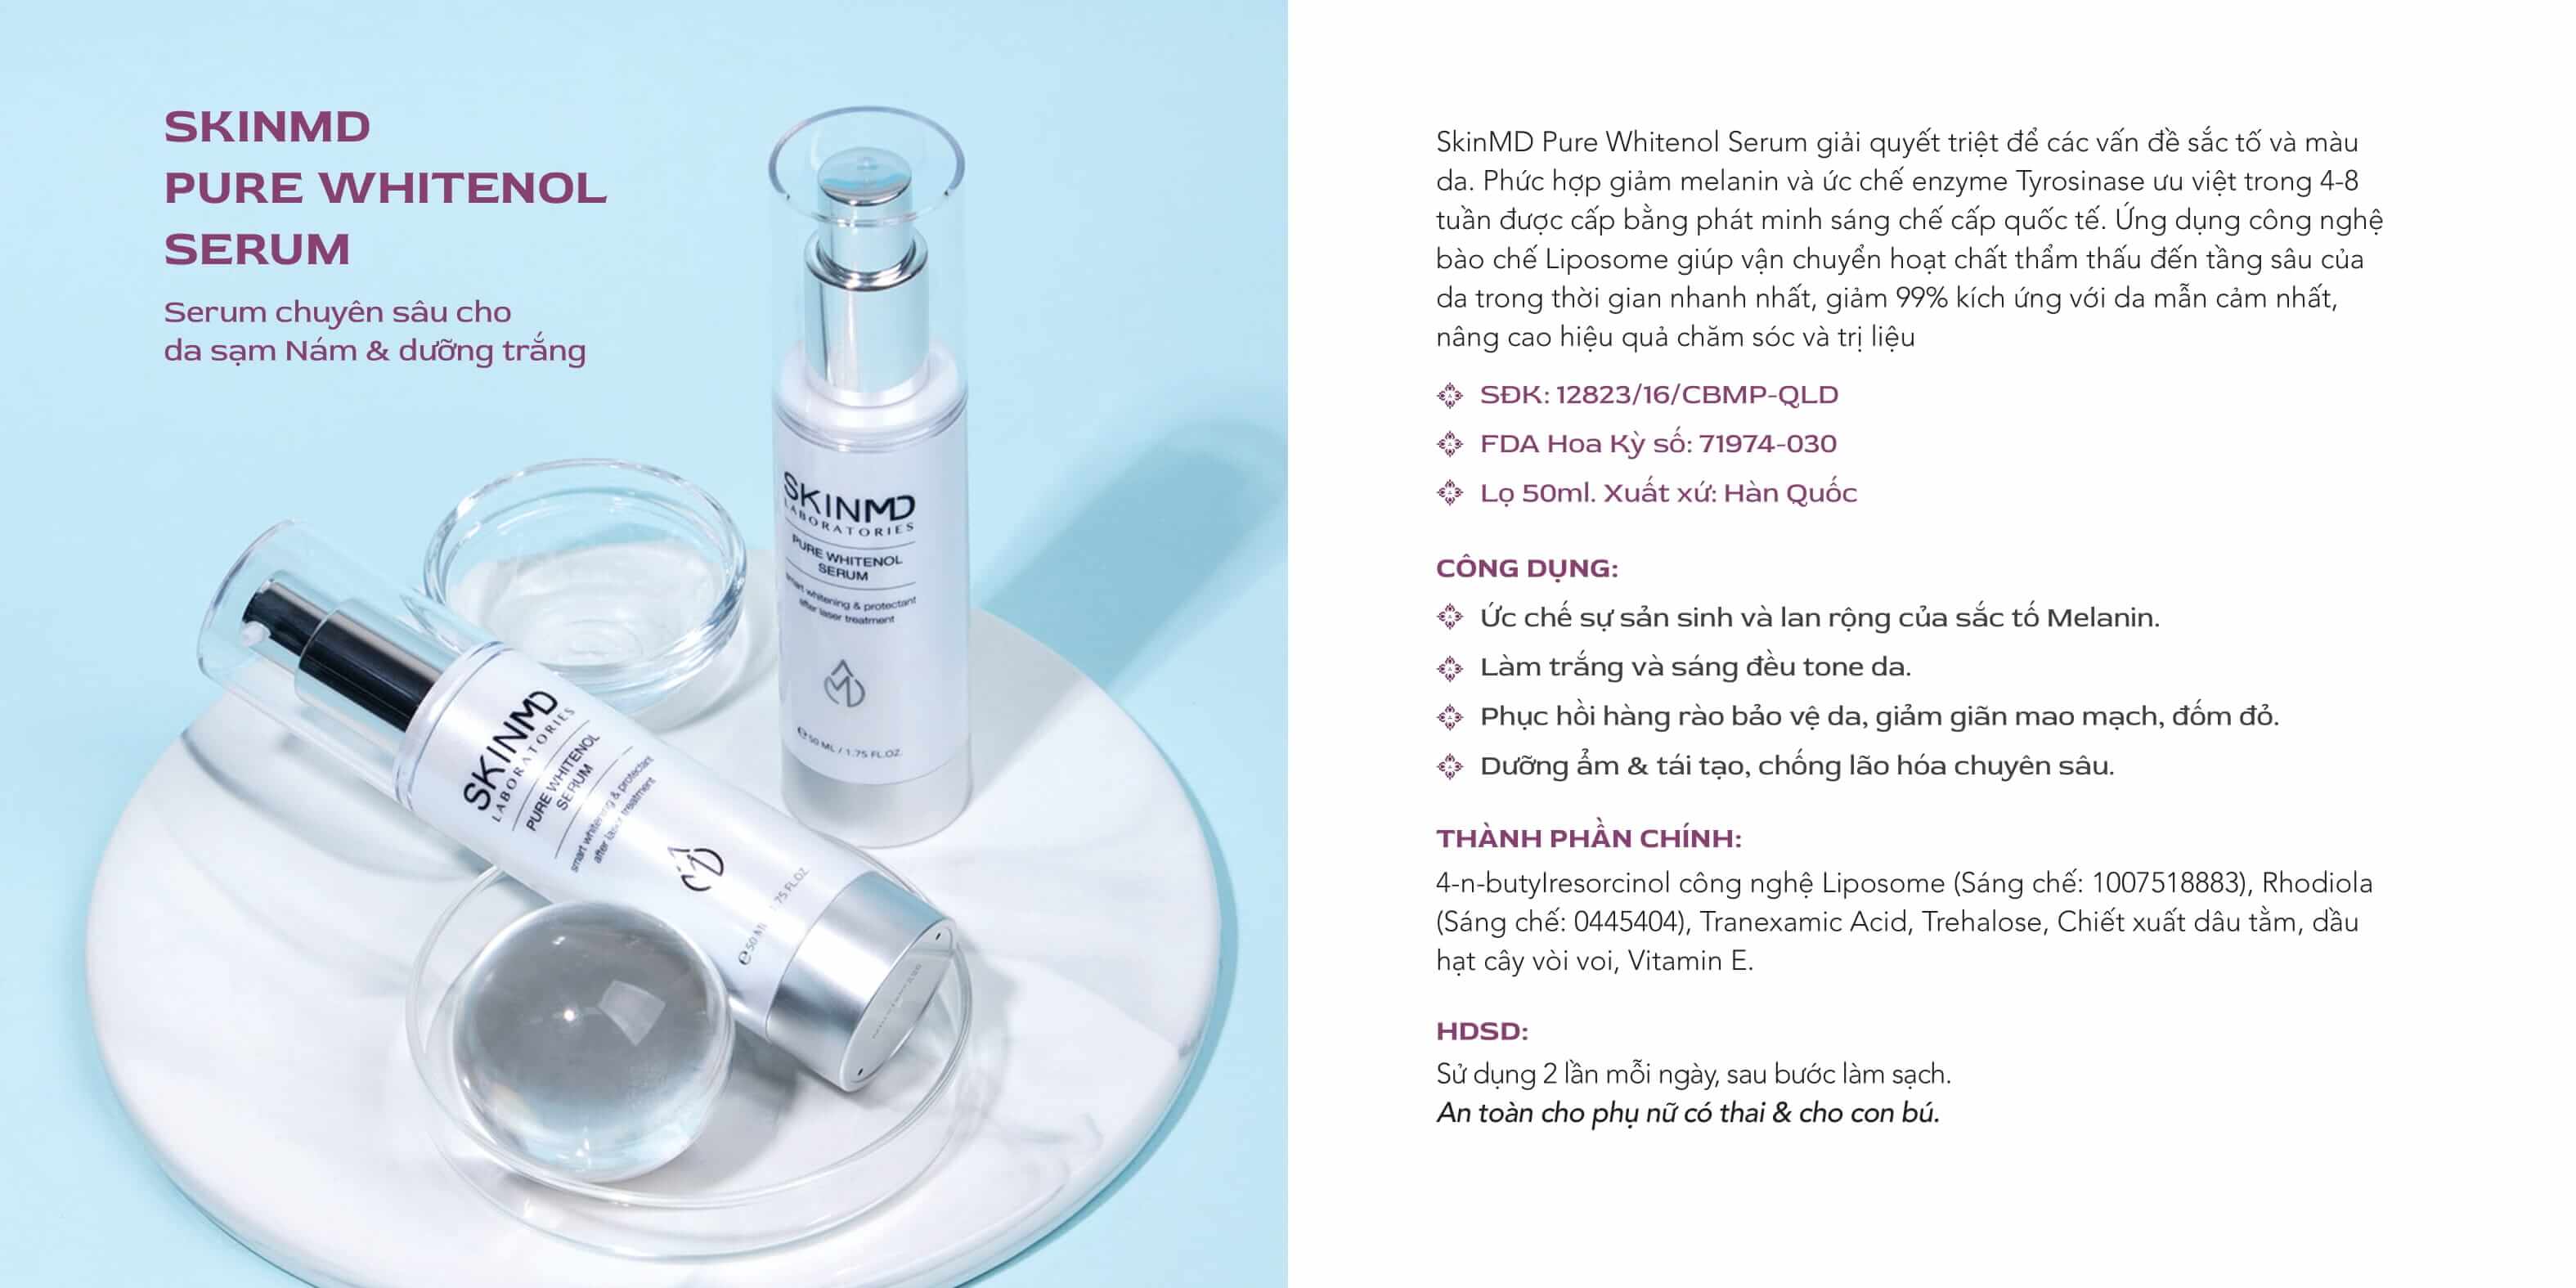 SKINMD
PURE WHITENOL
SERUM
Serum chuyên sâu cho
da sạm Nám & dưỡng trắng
SKINMD
LABORATORIES
PURE WHITENOL
SERUM
smart whitening & protectant
after laser treatment
℮ 50 ML / 1.75 FL.OZ.
SKINMD
LABORATORIES
PURE WHITENOL
SERUM
smart whitening & protectant
after laser treatment
SkinMD Pure Whitenol Serum giải quyết triệt để các vấn đề sắc tố và màu
da. Phức hợp giảm melanin và ức chế enzyme Tyrosinase ưu việt trong 4-8
tuần được cấp bằng phát minh sáng chế cấp quốc tế. Ứng dụng công nghệ
bào chế Liposome giúp vận chuyển hoạt chất thẩm thấu đến tầng sâu của
da trong thời gian nhanh nhất, giảm 99% kích ứng với da mẫn cảm nhất,
nâng cao hiệu quả chăm sóc và trị liệu
SĐK: 12823/16/CBMP-QLD
FDA Hoa Kỳ số: 71974-030
Lọ 50ml. Xuất xứ: Hàn Quốc
CÔNG DỤNG:
Ức chế sự sản sinh và lan rộng của sắc tố Melanin.
Làm trắng và sáng đều tone da.
Phục hồi hàng rào bảo vệ da, giảm giãn mao mạch, đốm đỏ.
Dưỡng ẩm & tái tạo, chống lão hóa chuyên sâu.
THÀNH PHẦN CHÍNH:
4-n-butylresorcinol công nghệ Liposome (Sáng chế: 1007518883), Rhodiola
(Sáng chế: 0445404), Tranexamic Acid, Trehalose, Chiết xuất dâu tằm, dầu
hạt cây vòi voi, Vitamin E.
HDSD:
Sử dụng 2 lần mỗi ngày, sau bước làm sạch.
An toàn cho phụ nữ có thai & cho con bú.